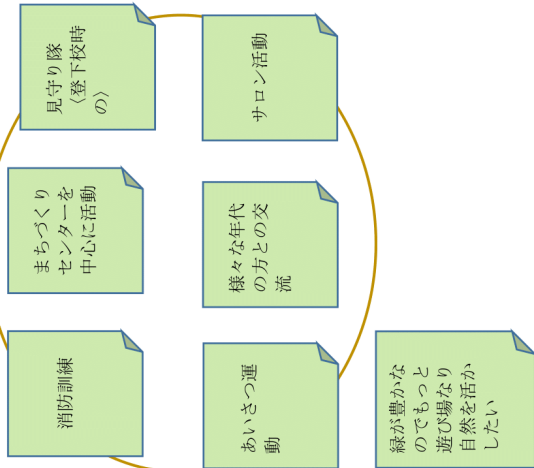 消防訓練
まちづくり
センターを
中心に活動
見守り隊
〈登下校時
の〉
あいさつ運
動
様々な年代
の方との交
流
サロン活動
緑が豊かな
のでもっと
遊び場なり
自然を活か
したい